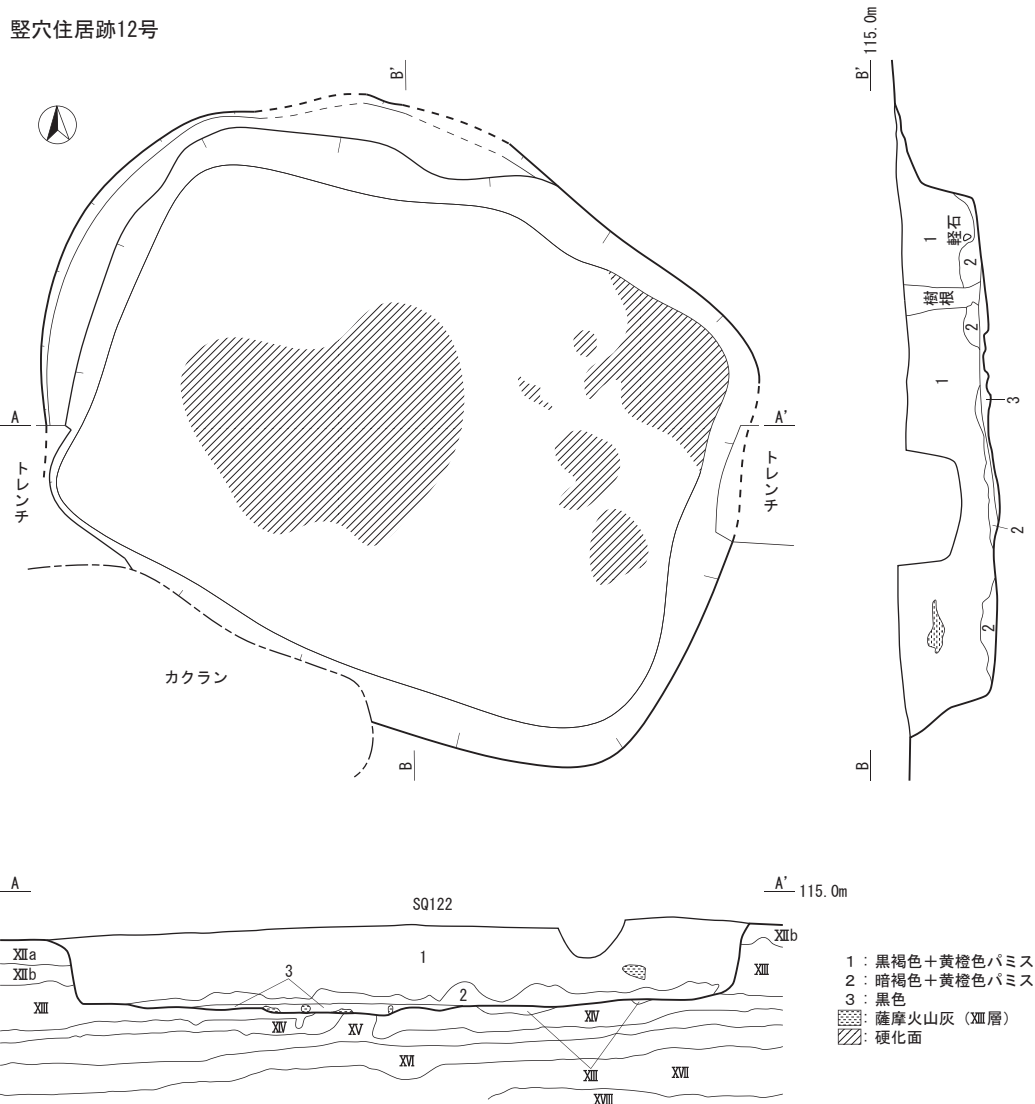 竪穴住居跡12号
B'
A
A'
トレンチ
トレンチ
カクラン
B
B'
115.0m
1
軽石
2
樹根
2
1
3
2
2
B
A
A'
115.0m
SQ122
Ⅻa
Ⅻb
XIII
1
3
2
Ⅻb
XIII
XIV
XV
XIV
XVI
XIII
XVII
XVIII
1：黒褐色＋黄橙色パミス
2：暗褐色＋黄橙色パミス
3：黒色
：薩摩火山灰（XIII層）
：硬化面